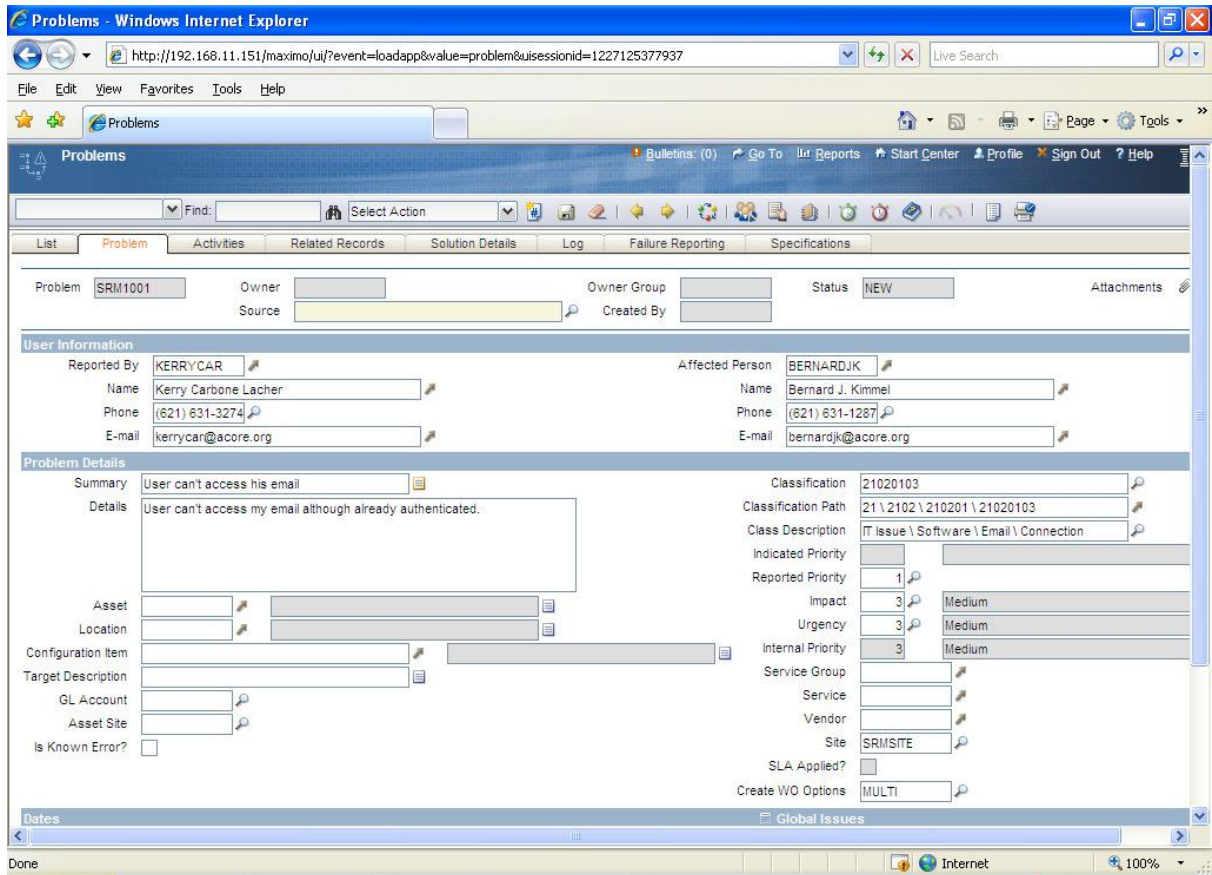 Problems - Windows Internet Explorer
http://192.168.11.151/maximo/ui/?event=loadapp&value=problem&uisessionid=1227125377937 Live Search
File Edit View Favorites Tools Help
Problems Page Tools »
Problems Bulletins: (0) Go To Reports Start Center Profile Sign Out ? Help
Find: Select Action
List Problem Activities Related Records Solution Details Log Failure Reporting Specifications
Problem SRM1001 Owner Owner Group Status NEW Attachments
Source Created By
User Information
Reported By KERRYCAR Affected Person BERNARDJK
Name Kerry Carbone Lacher Name Bernard J. Kimmel
Phone (621) 631-3274 Phone (621) 631-1287
E-mail kerrycar@acore.org E-mail bernardjk@acore.org
Problem Details
Summary User can't access his email Classification 21020103
Details User can't access my email although already authenticated. Classification Path 21 \ 2102 \ 210201 \ 21020103
Class Description IT Issue \ Software \ Email \ Connection
Indicated Priority
Reported Priority 1
Asset Impact 3 Medium
Location Urgency 3 Medium
Configuration Item Internal Priority 3 Medium
Target Description Service Group
GL Account Service
Asset Site Vendor
Is Known Error? Site SRMSITE
SLA Applied?
Create WO Options MULTI
Dates Global Issues
Done Internet 100%